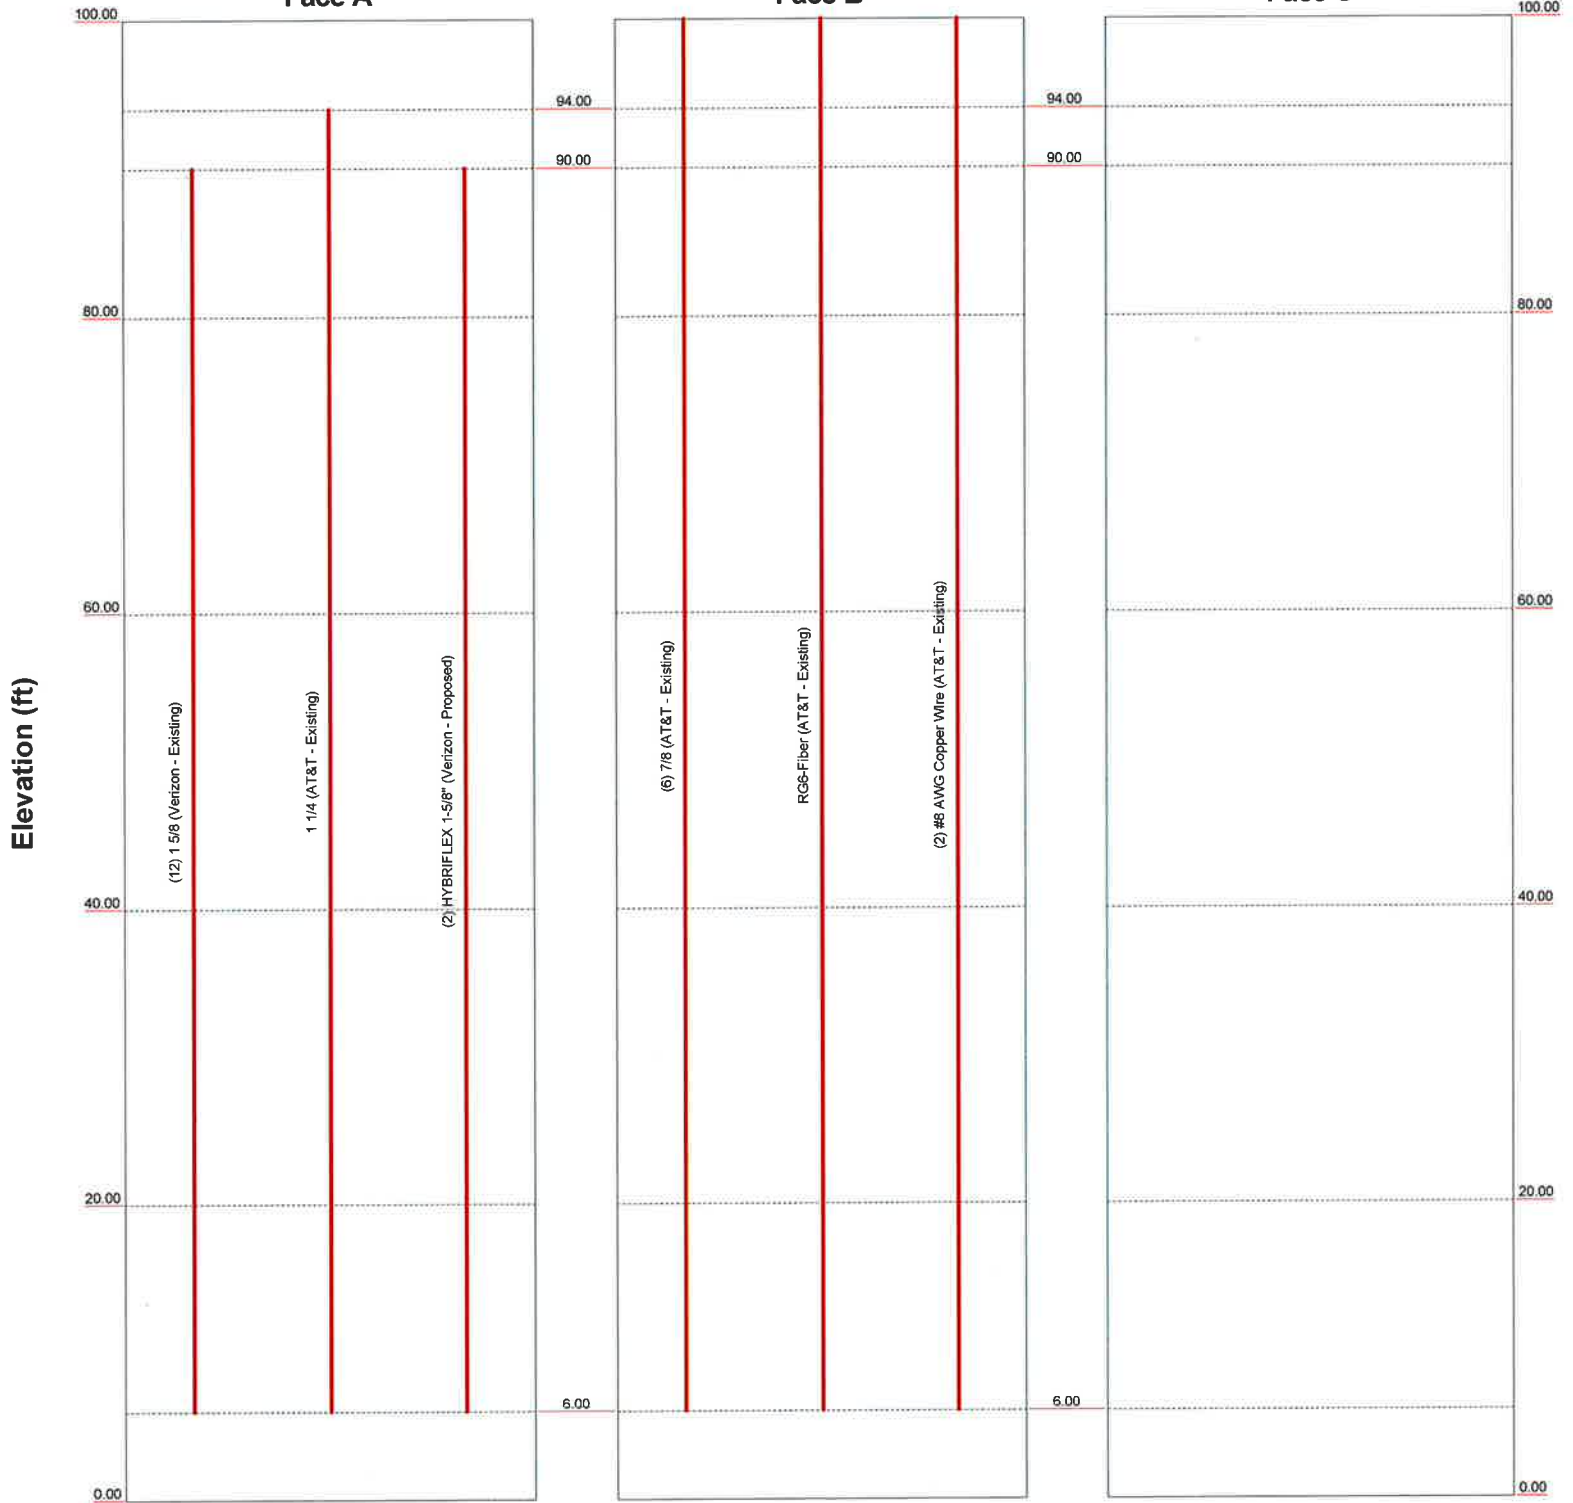 Face A
Face B
Face C
100.00
100.00
94.00
94.00
90.00
90.00
80.00
80.00
60.00
60.00
40.00
40.00
20.00
20.00
6.00
6.00
0.00
0.00
Elevation (ft)
(12) 1 5/8 (Verizon - Existing)
1 1/4 (AT&T - Existing)
(2) HYBRIFLEX 1-5/8" (Verizon - Proposed)
(6) 7/8 (AT&T - Existing)
RG6-Fiber (AT&T - Existing)
(2) #8 AWG Copper Wire (AT&T - Existing)